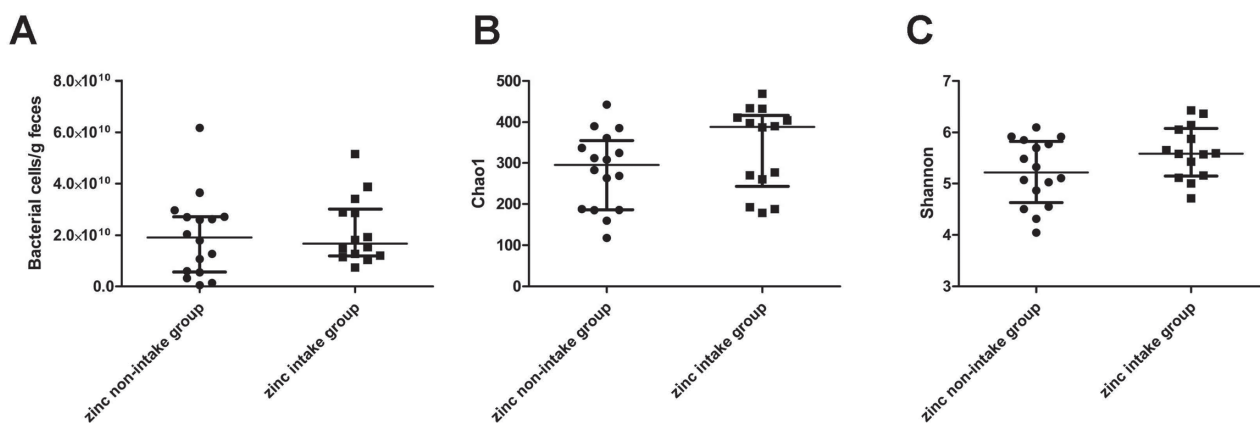 A
B
C
Bacterial cells/g feces
8.0×10¹⁰
6.0×10¹⁰
4.0×10¹⁰
2.0×10¹⁰
0.0
zinc non-intake group
zinc intake group
Chao1
500
400
300
200
100
0
zinc non-intake group
zinc intake group
Shannon
7
6
5
4
3
zinc non-intake group
zinc intake group